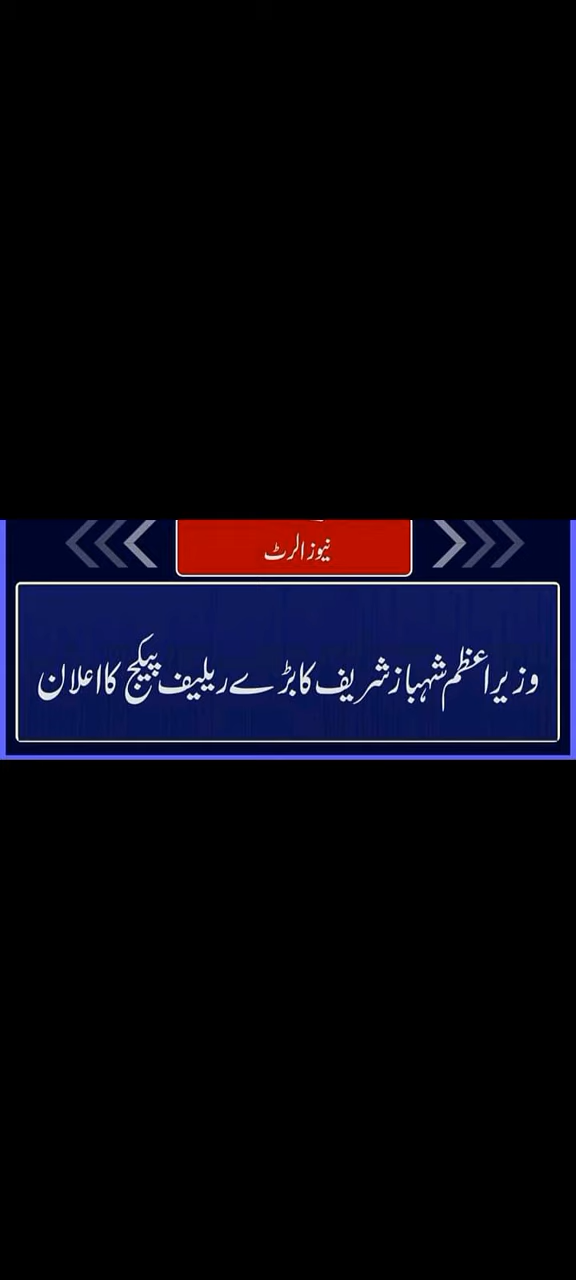 نیوز الرٹ
وزیراعظم شہباز شریف کا بڑے ریلیف پیکج کا اعلان